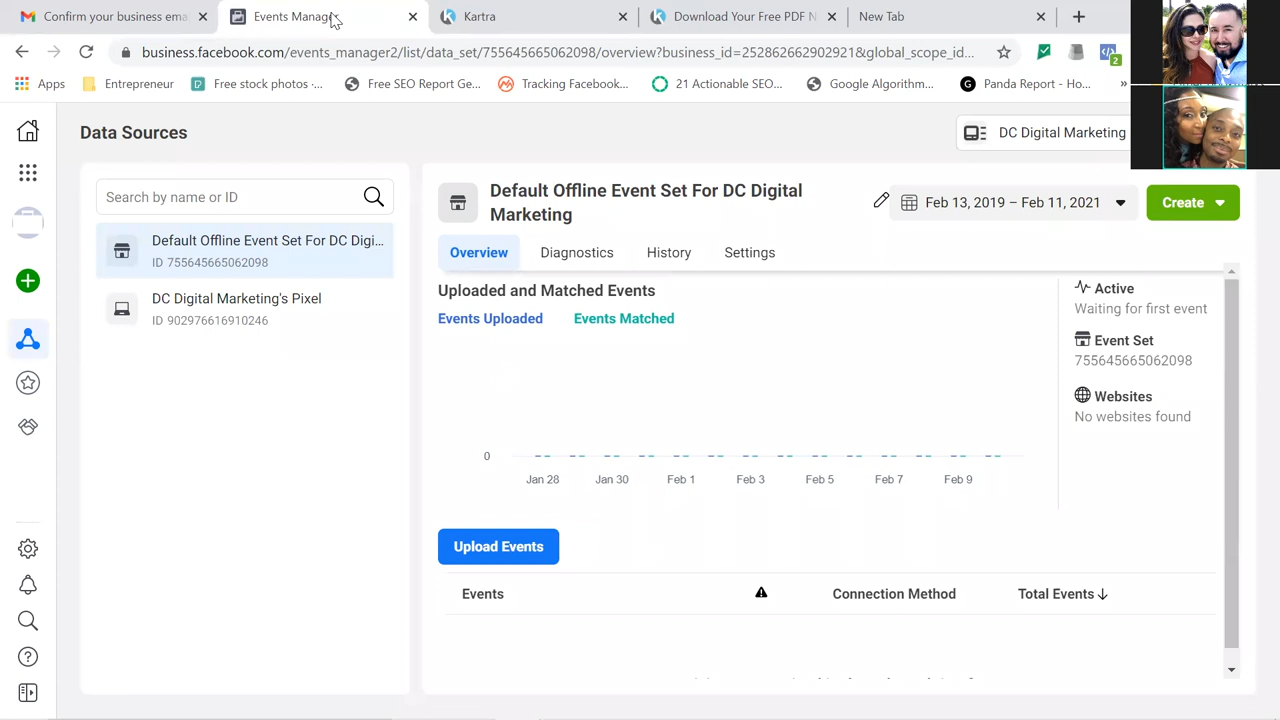 Confirm your business ema
Events Manag
Kartra
Download Your Free PDF N
New Tab
business.facebook.com/events_manager2/list/data_set/755645665062098/overview?business_id=252862062902921&global_scope_id...
2
Apps
Entrepreneur
Free stock photos ·...
Free SEO Report G...
Tracking Facebook...
21 Actionable SEO...
Google Algorithm...
Panda Report - Ho...
»
Data Sources
DC Digital Marketing
Search by name or ID
Default Offline Event Set For DC Digi...
ID 755645665062098
DC Digital Marketing's Pixel
ID 902976616910246
Default Offline Event Set For DC Digital
Marketing
Feb 13, 2019 – Feb 11, 2021
Create
Overview
Diagnostics
History
Settings
Uploaded and Matched Events
Events Uploaded
Events Matched
0
Jan 28
Jan 30
Feb 1
Feb 3
Feb 5
Feb 7
Feb 9
Active
Waiting for first event
Event Set
755645665062098
Websites
No websites found
Upload Events
Events
Connection Method
Total Events